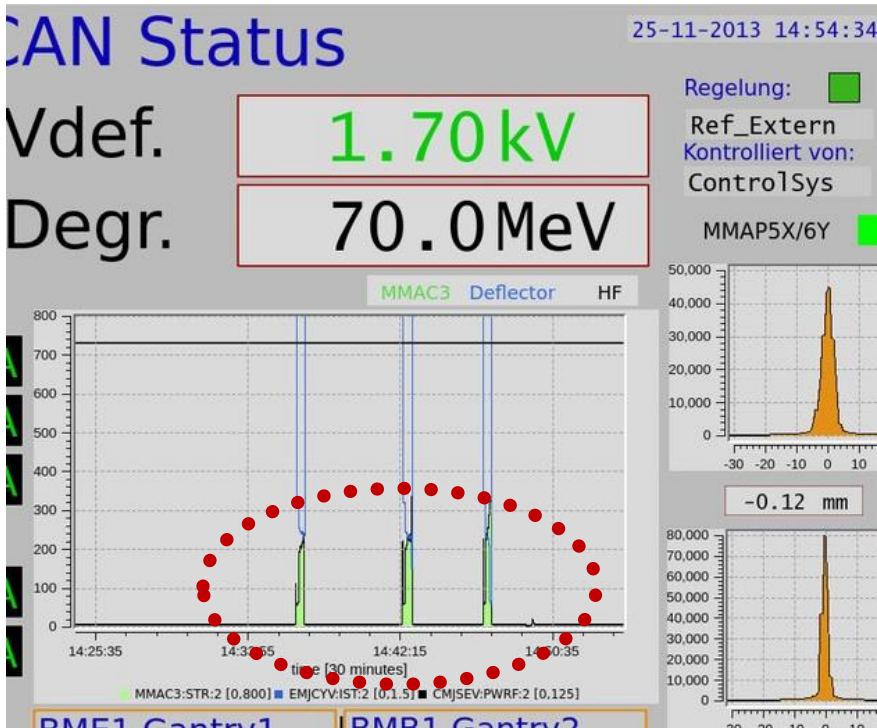 CAN Status
25-11-2013 14:54:34
Vdef. 1.70 kV
Degr. 70.0 MeV
Regelung:
Ref_Extern
Kontrolliert von:
ControlSys
MMAP5X/6Y
MMAC3 Deflector HF
800
700
600
500
400
300
200
100
0
14:25:35 14:33:55 14:42:15 14:50:35
time [30 minutes]
MMAC3:STR:2 [0,800] EMJCYV:IST:2 [0,1.5] CMJSEV:PWRF:2 [0,125]
50,000
40,000
30,000
20,000
10,000
0
-30 -20 -10 0 10
-0.12 mm
80,000
70,000
60,000
50,000
40,000
30,000
20,000
10,000
0
BME1 Gantry1 BMB1 Gantry2